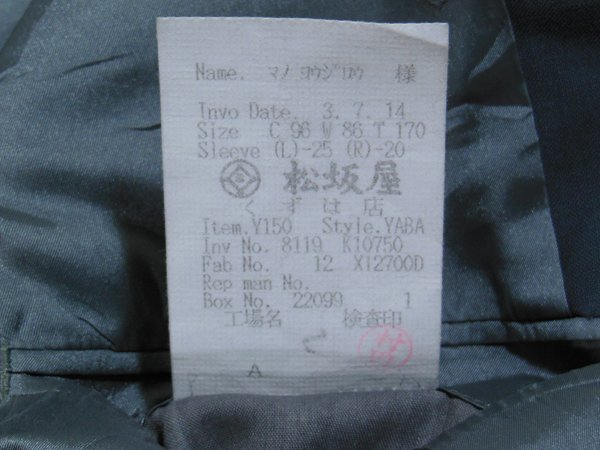 Name. マノ ヨウジロウ 様
Invo Date. 3. 7. 14
Size C 96 W 86 T 170
Sleeve (L)-25 (R)-20
松坂屋
くずは店
Item.Y150 Style.YABA
Inv No. 8119 K10750
Fab No. 12 X12700D
Rep man No.
Box No. 22099 1
工場名 検査印
A